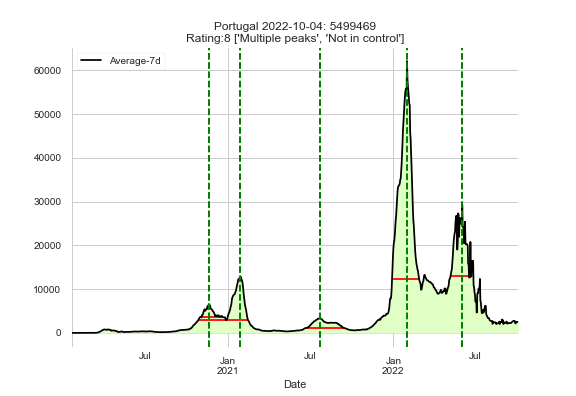 Portugal 2022-10-04: 5499469
Rating:8 ['Multiple peaks', 'Not in control']
Average-7d
60000
50000
40000
30000
20000
10000
0
Jul
Jan
2021
Jul
Jan
2022
Jul
Date